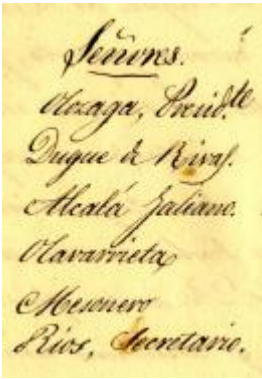 Señores.
Olozaga, Presid.te
Duque de Rivas.
Alcalá Galiano.
Olavarrieta
Mesonero
Rios, Secretario.